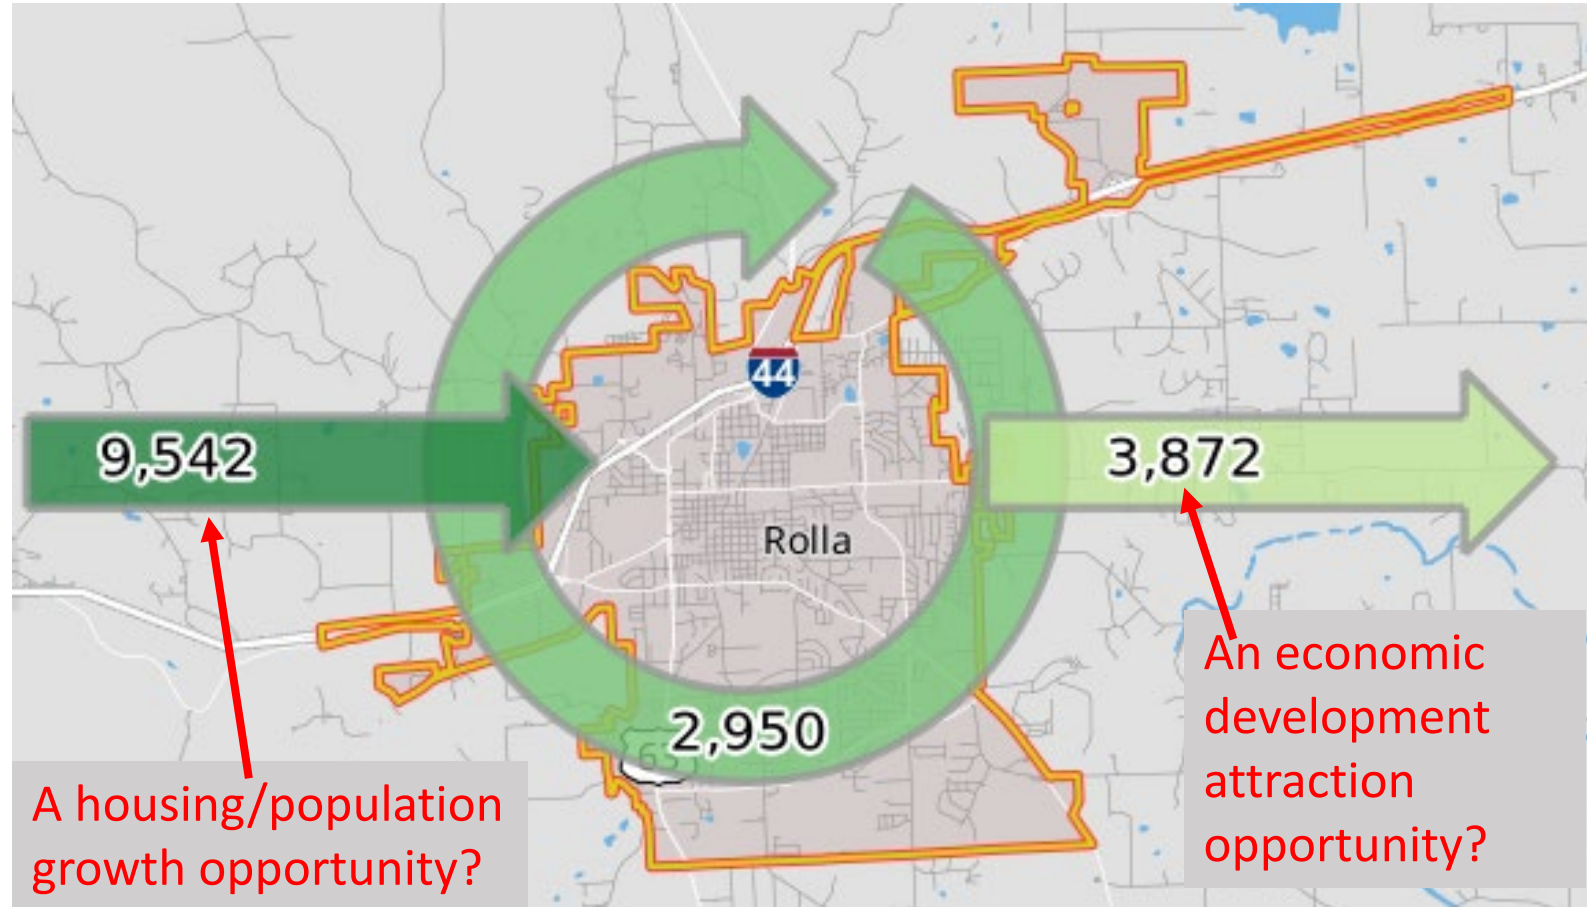 44
9,542
3,872
Rolla
An economic
development
attraction
opportunity?
2,950
63
A housing/population
growth opportunity?